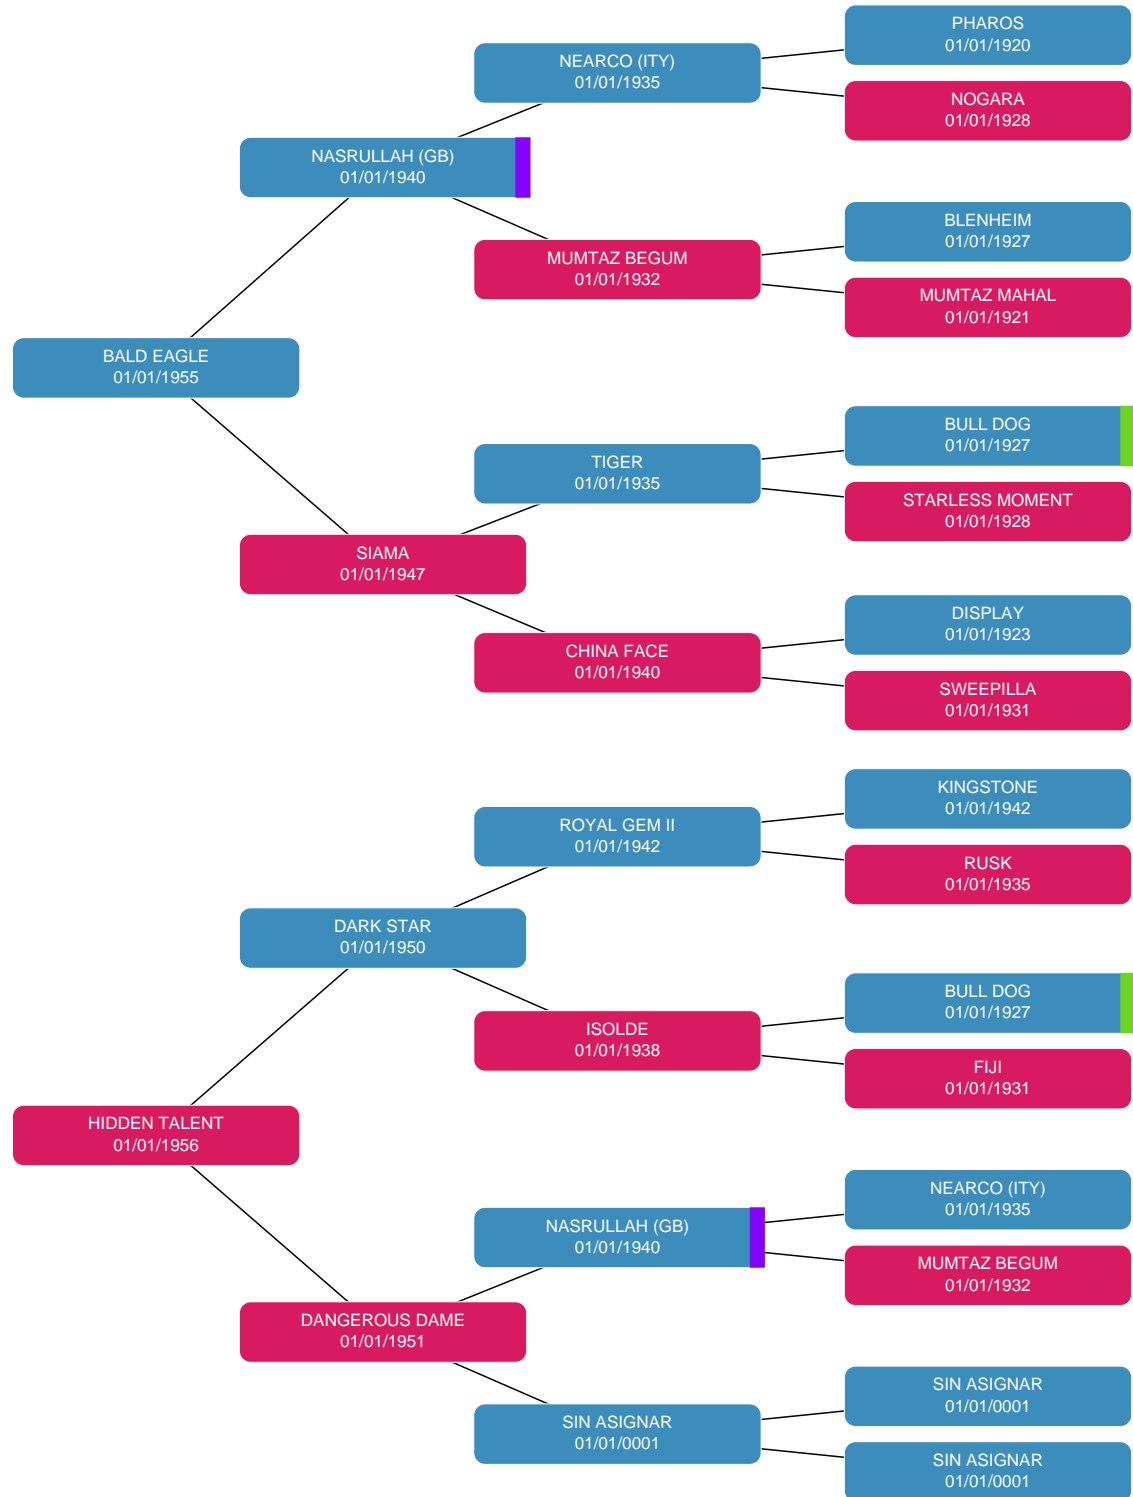 PHAROS
01/01/1920
NEARCO (ITY)
01/01/1935
NOGARA
01/01/1928
NASRULLAH (GB)
01/01/1940
BLENHEIM
01/01/1927
MUMTAZ BEGUM
01/01/1932
MUMTAZ MAHAL
01/01/1921
BALD EAGLE
01/01/1955
BULL DOG
01/01/1927
TIGER
01/01/1935
STARLESS MOMENT
01/01/1928
SIAMA
01/01/1947
DISPLAY
01/01/1923
CHINA FACE
01/01/1940
SWEEPILLA
01/01/1931
KINGSTONE
01/01/1942
ROYAL GEM II
01/01/1942
RUSK
01/01/1935
DARK STAR
01/01/1950
BULL DOG
01/01/1927
ISOLDE
01/01/1938
FIJI
01/01/1931
HIDDEN TALENT
01/01/1956
NEARCO (ITY)
01/01/1935
NASRULLAH (GB)
01/01/1940
MUMTAZ BEGUM
01/01/1932
DANGEROUS DAME
01/01/1951
SIN ASIGNAR
01/01/0001
SIN ASIGNAR
01/01/0001
SIN ASIGNAR
01/01/0001